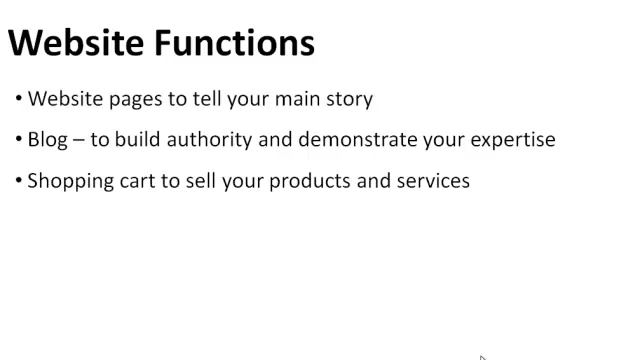 Website Functions
• Website pages to tell your main story
• Blog – to build authority and demonstrate your expertise
• Shopping cart to sell your products and services